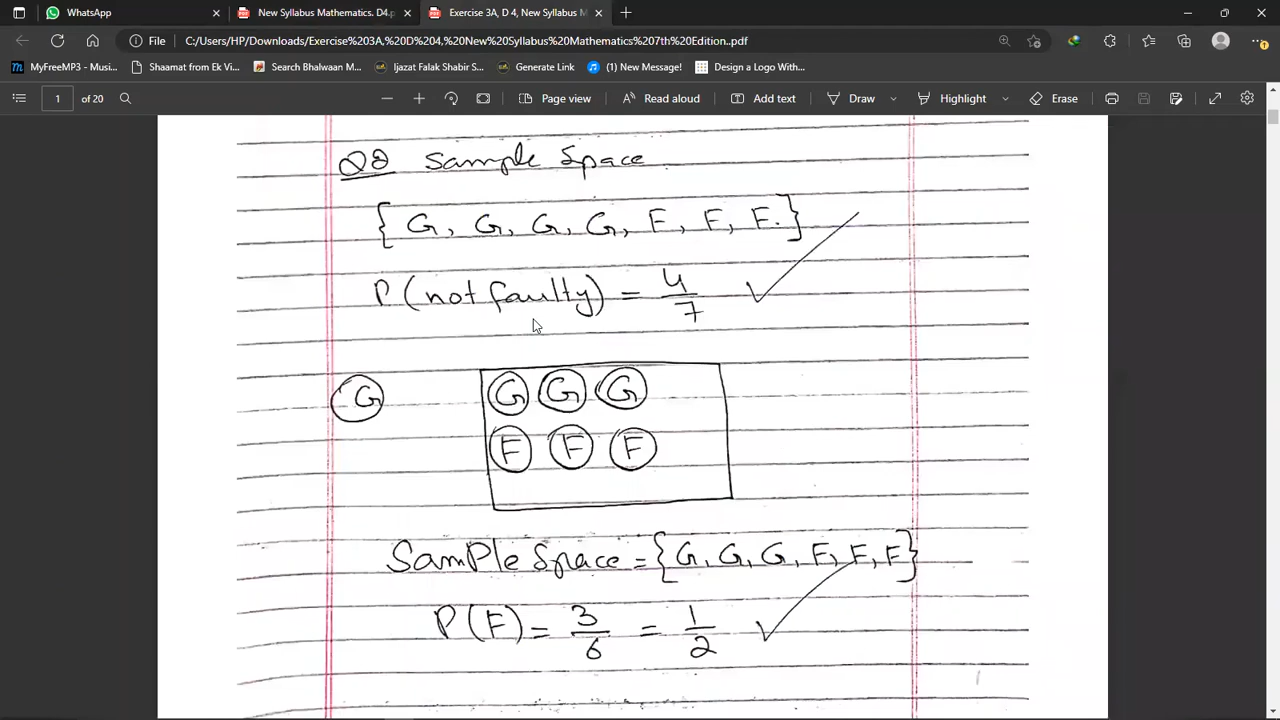 WhatsApp
New Syllabus Mathematics. D4.p
Exercise 3A, D 4, New Syllabus M
File
C:/Users/HP/Downloads/Exercise%203A,%20D%204,%20New%20Syllabus%20Mathematics%207th%20Edition..pdf
MyFreeMP3 - Musi...
Shaamat from Ek Vi...
Search Bhalwaan M...
Ijazat Falak Shabir S...
Generate Link
(1) New Message!
Design a Logo With...
1 of 20
Page view
Read aloud
Add text
Draw
Highlight
Erase
Q8 Sample Space
{G, G, G, G, F, F, F.}
P(not faulty) = 4/7 ✓
G G G G
F F F
Sample Space = {G, G, G, F, F, F}
P(F) = 3/6 = 1/2 ✓